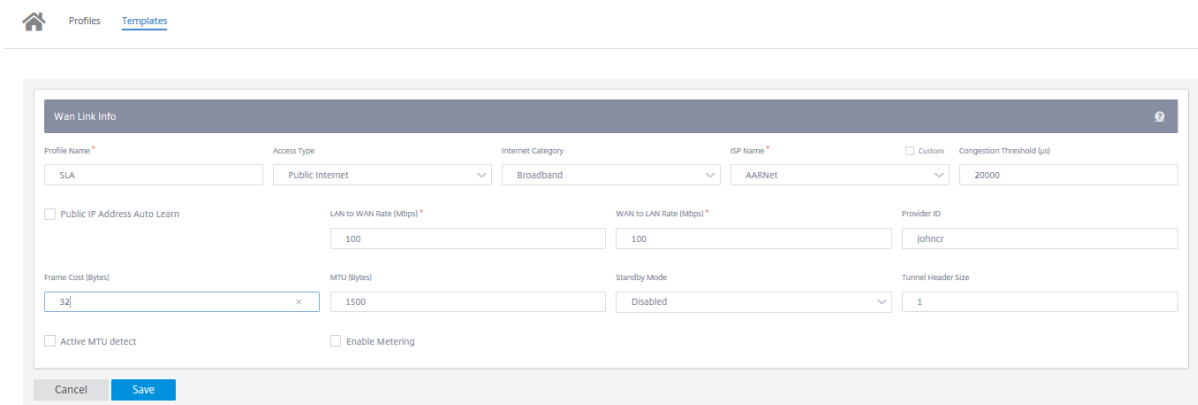 Profiles Templates
Wan Link Info
Profile Name * Access Type Internet Category ISP Name * Custom Congestion Threshold (μs)
SLA Public Internet Broadband AARNet 20000
Public IP Address Auto Learn LAN to WAN Rate (Mbps) * WAN to LAN Rate (Mbps) * Provider ID
100 100 johncr
Frame Cost (Bytes) MTU (Bytes) Standby Mode Tunnel Header Size
32 1500 Disabled 1
Active MTU detect Enable Metering
Cancel Save